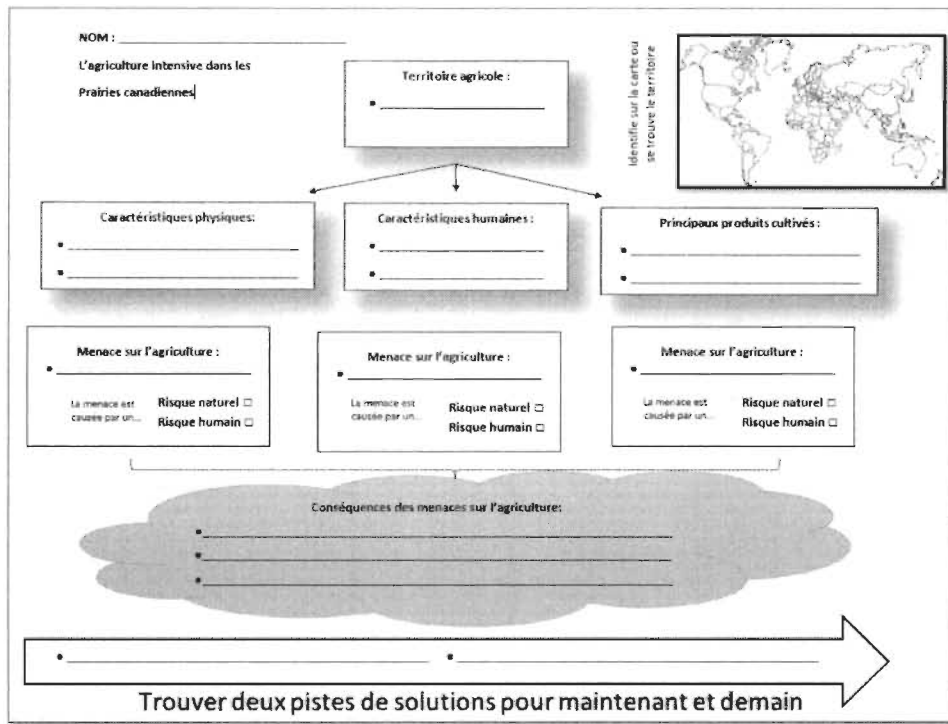 NOM :
L'agriculture intensive dans les
Prairies canadiennes
Territoire agricole :
Identifie sur la carte ou
se trouve le territoire
Caractéristiques physiques:
Caractéristiques humaines :
Principaux produits cultivés :
Menace sur l'agriculture :
La menace est
causée par un...
Risque naturel □
Risque humain □
Menace sur l'agriculture :
La menace est
causée par un...
Risque naturel □
Risque humain □
Menace sur l'agriculture :
La menace est
causée par un...
Risque naturel □
Risque humain □
Conséquences des menaces sur l'agriculture:
Trouver deux pistes de solutions pour maintenant et demain